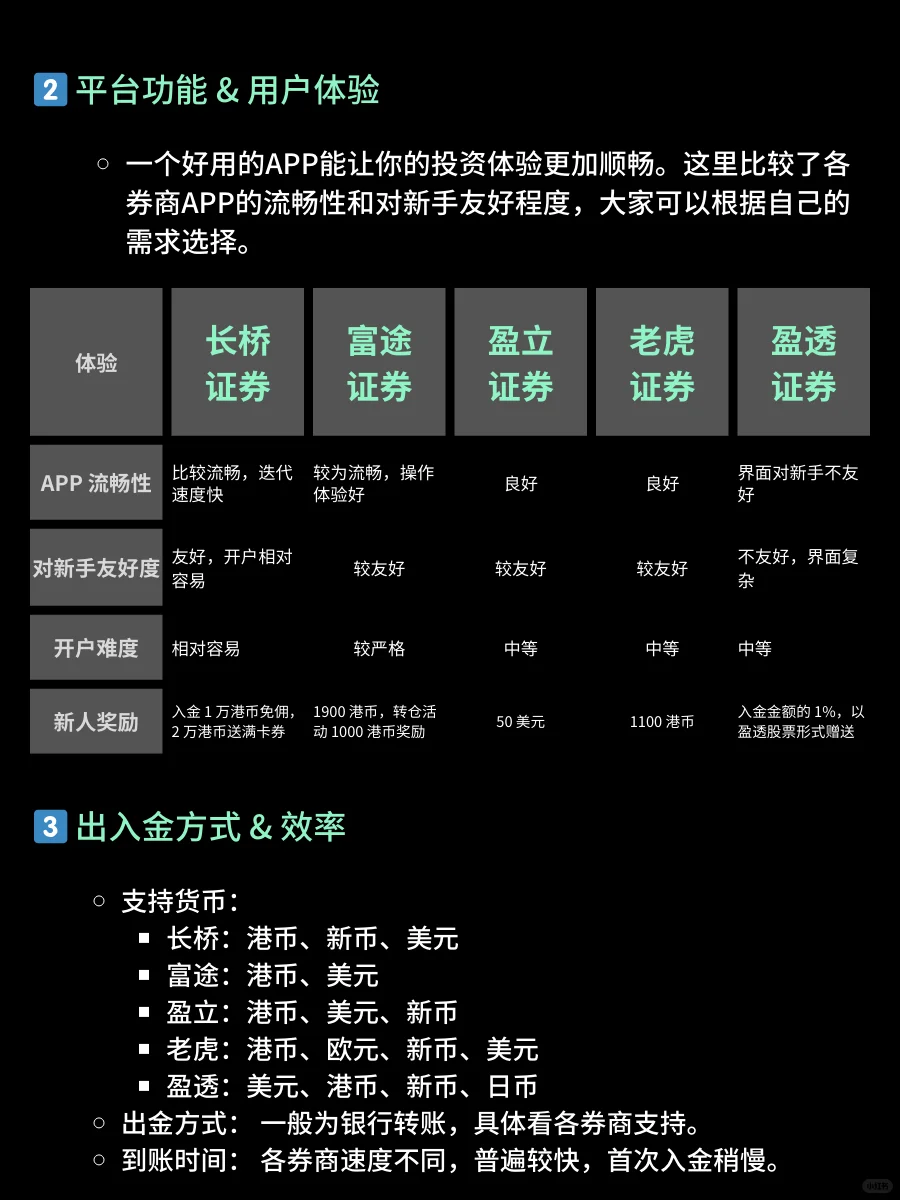 2 平台功能 & 用户体验
一个好用的APP能让你的投资体验更加顺畅。这里比较了各
券商APP的流畅性和对新手友好程度，大家可以根据自己的
需求选择。
体验
长桥
证券
富途
证券
盈立
证券
老虎
证券
盈透
证券
APP 流畅性
比较流畅，迭代
速度快
较为流畅，操作
体验好
良好
良好
界面对新手不友
好
对新手友好度
友好，开户相对
容易
较友好
较友好
较友好
不友好，界面复
杂
开户难度
相对容易
较严格
中等
中等
中等
新人奖励
入金 1 万港币免佣，
2 万港币送满卡券
1900 港币，转仓活
动 1000 港币奖励
50 美元
1100 港币
入金金额的 1%，以
盈透股票形式赠送
3 出入金方式 & 效率
支持货币：
长桥：港币、新币、美元
富途：港币、美元
盈立：港币、美元、新币
老虎：港币、欧元、新币、美元
盈透：美元、港币、新币、日币
出金方式： 一般为银行转账，具体看各券商支持。
到账时间： 各券商速度不同，普遍较快，首次入金稍慢。
小红书